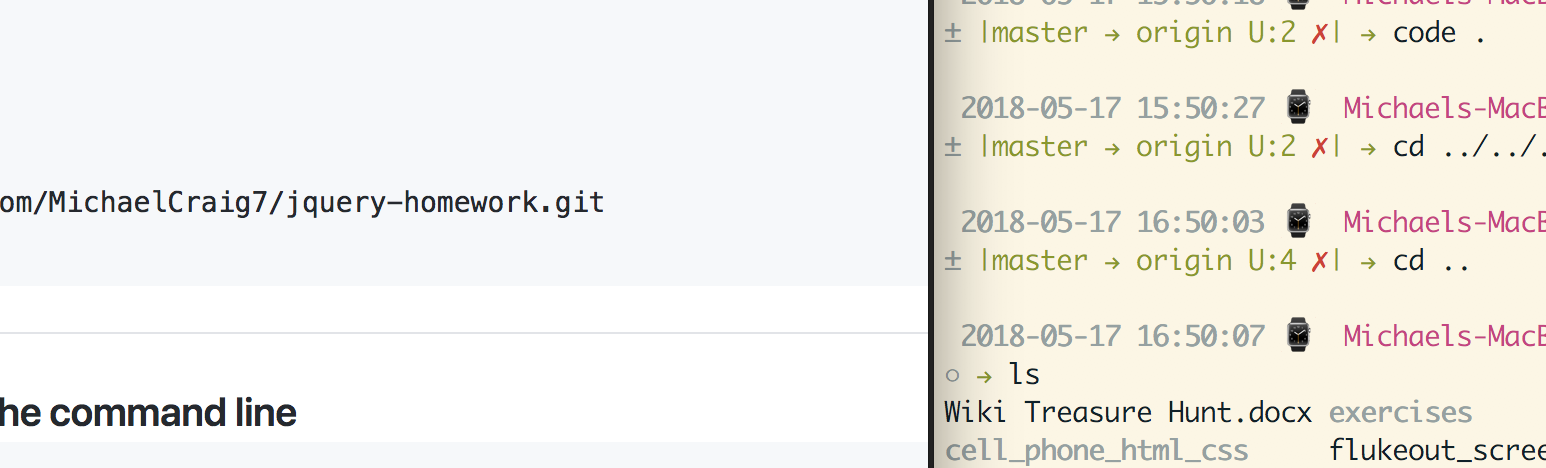 om/MichaelCraig7/jquery-homework.git
he command line
± |master → origin U:2 ✗| → code .
2018-05-17 15:50:27 ⌚ Michaels-MacB
± |master → origin U:2 ✗| → cd ../../.
2018-05-17 16:50:03 ⌚ Michaels-MacB
± |master → origin U:4 ✗| → cd ..
2018-05-17 16:50:07 ⌚ Michaels-MacB
○ → ls
Wiki Treasure Hunt.docx exercises
cell_phone_html_css flukeout_scree